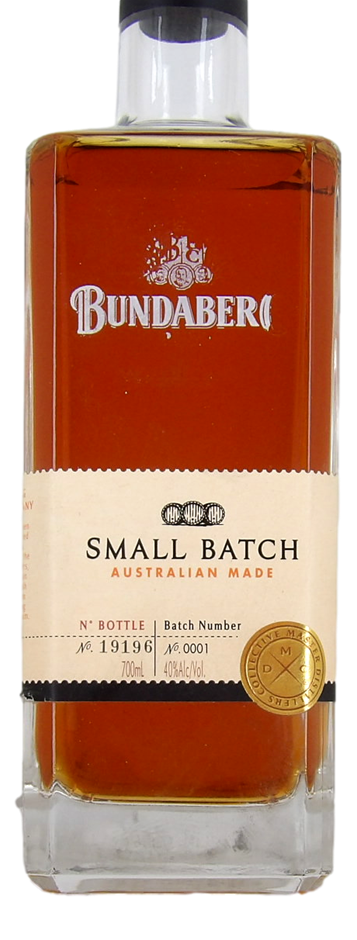 BUNDABERG
SMALL BATCH
AUSTRALIAN MADE
N° BOTTLE
Batch Number
No. 19196
No. 0001
700mL
40%Alc/Vol.
COLLECTIVE MASTER DISTILLERS
M
D C